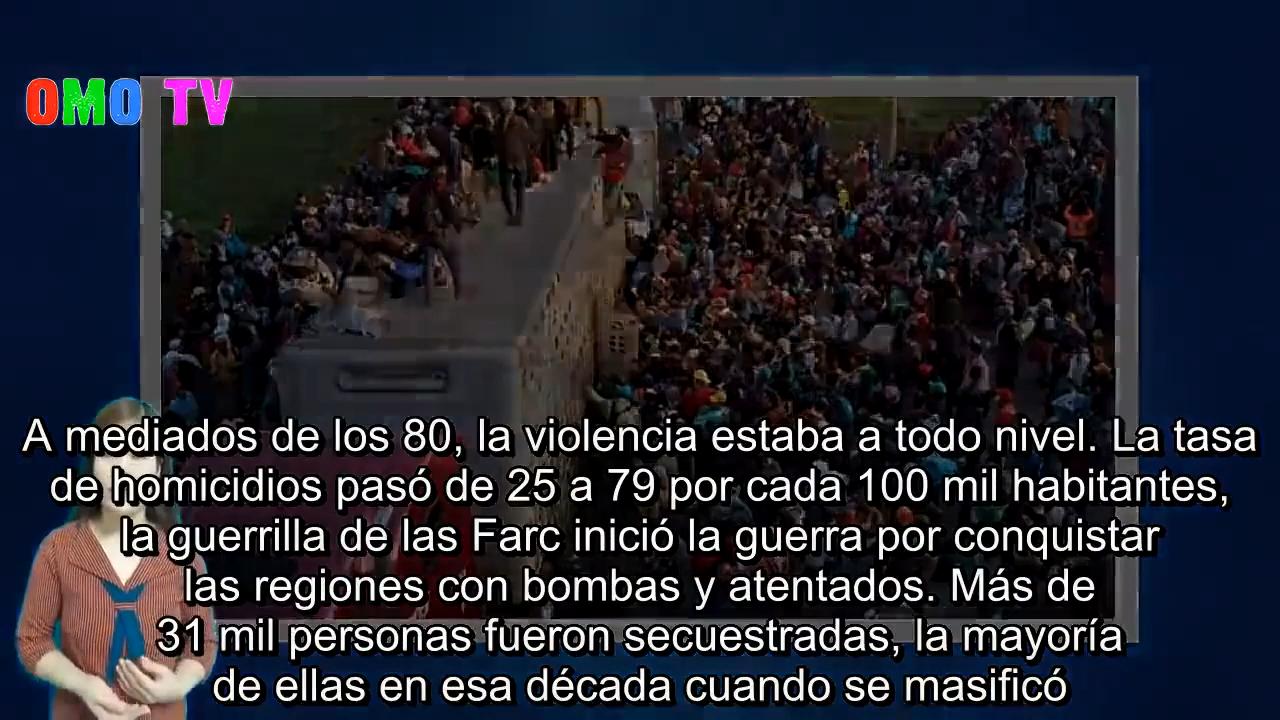 OMO TV
A mediados de los 80, la violencia estaba a todo nivel. La tasa
de homicidios pasó de 25 a 79 por cada 100 mil habitantes,
la guerrilla de las Farc inició la guerra por conquistar
las regiones con bombas y atentados. Más de
31 mil personas fueron secuestradas, la mayoría
de ellas en esa década cuando se masificó